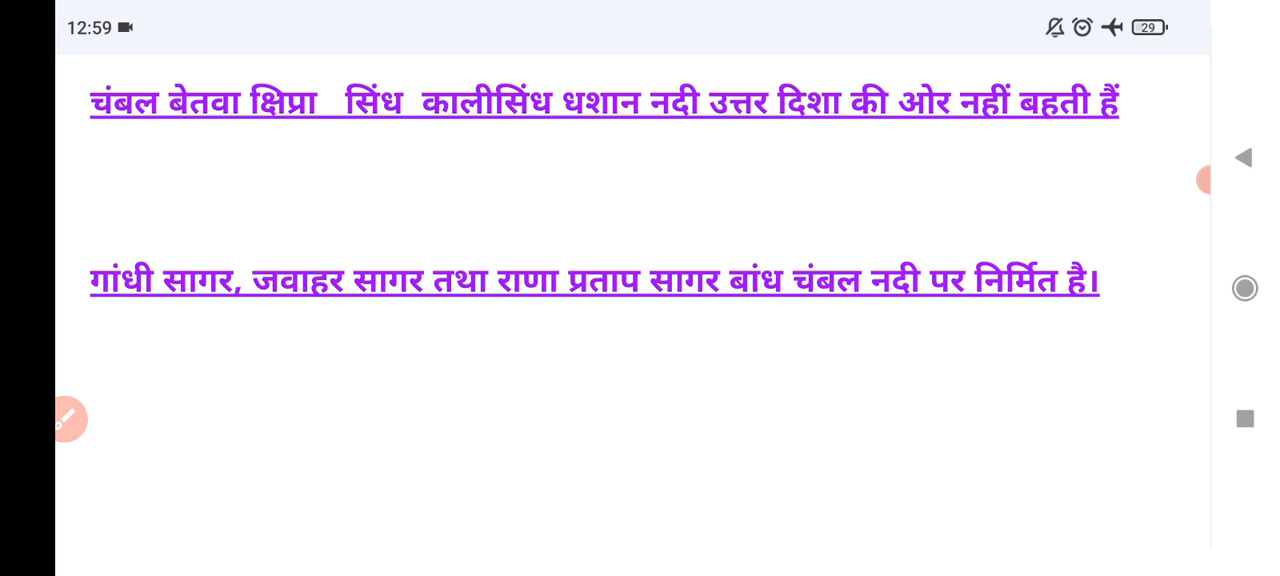 12:59
29
चंबल बेतवा क्षिप्रा   सिंध  कालीसिंध धशान नदी उत्तर दिशा की ओर नहीं बहती हैं
गांधी सागर, जवाहर सागर तथा राणा प्रताप सागर बांध चंबल नदी पर निर्मित है।